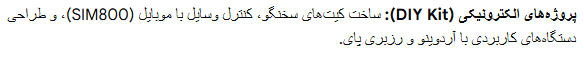 پروژه‌های الکترونیکی (DIY Kit): ساخت کیت‌های سخنگو، کنترل وسایل با موبایل (SIM800)، و طراحی
دستگاه‌های کاربردی با آردوینو و رزبری پای.